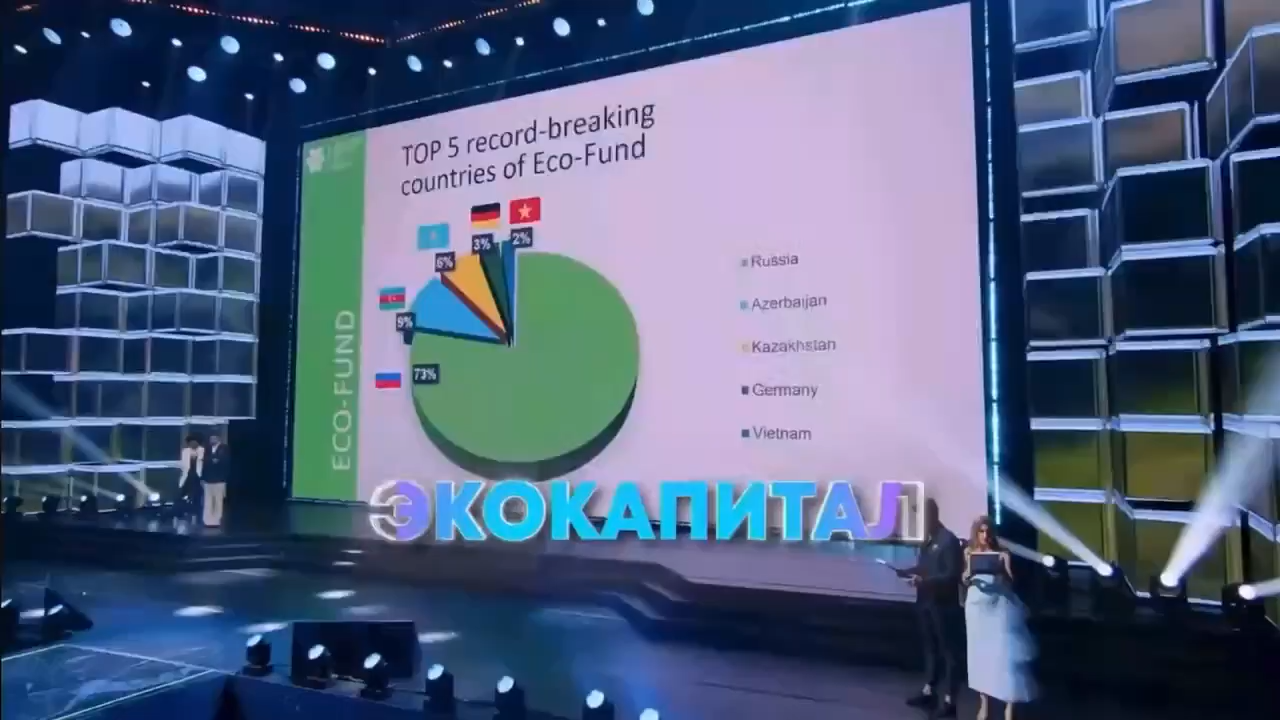 TOP 5 record-breaking
countries of Eco-Fund
3%
2%
6%
9%
73%
Russia
Azerbaijan
Kazakhstan
Germany
Vietnam
ECO-FUND
ЭКОКАПИТАЛ